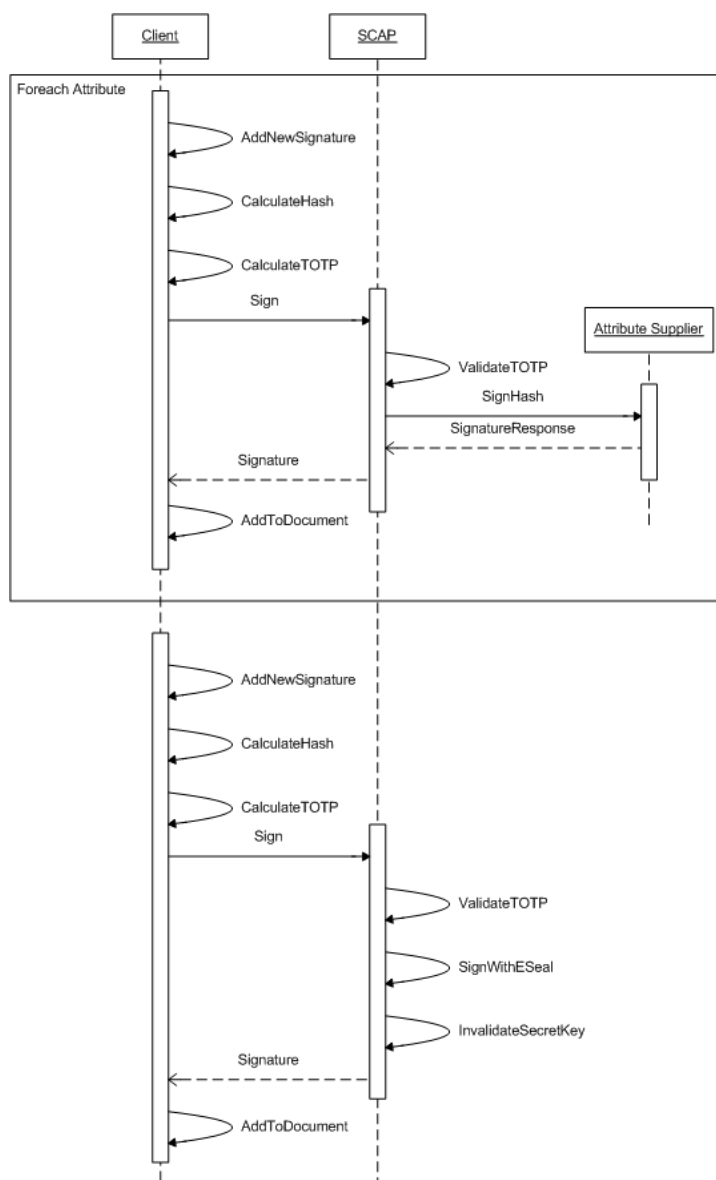 Client
SCAP
Foreach Attribute
AddNewSignature
CalculateHash
CalculateTOTP
Sign
Attribute Supplier
ValidateTOTP
SignHash
SignatureResponse
Signature
AddToDocument
AddNewSignature
CalculateHash
CalculateTOTP
Sign
ValidateTOTP
SignWithESeal
InvalidateSecretKey
Signature
AddToDocument